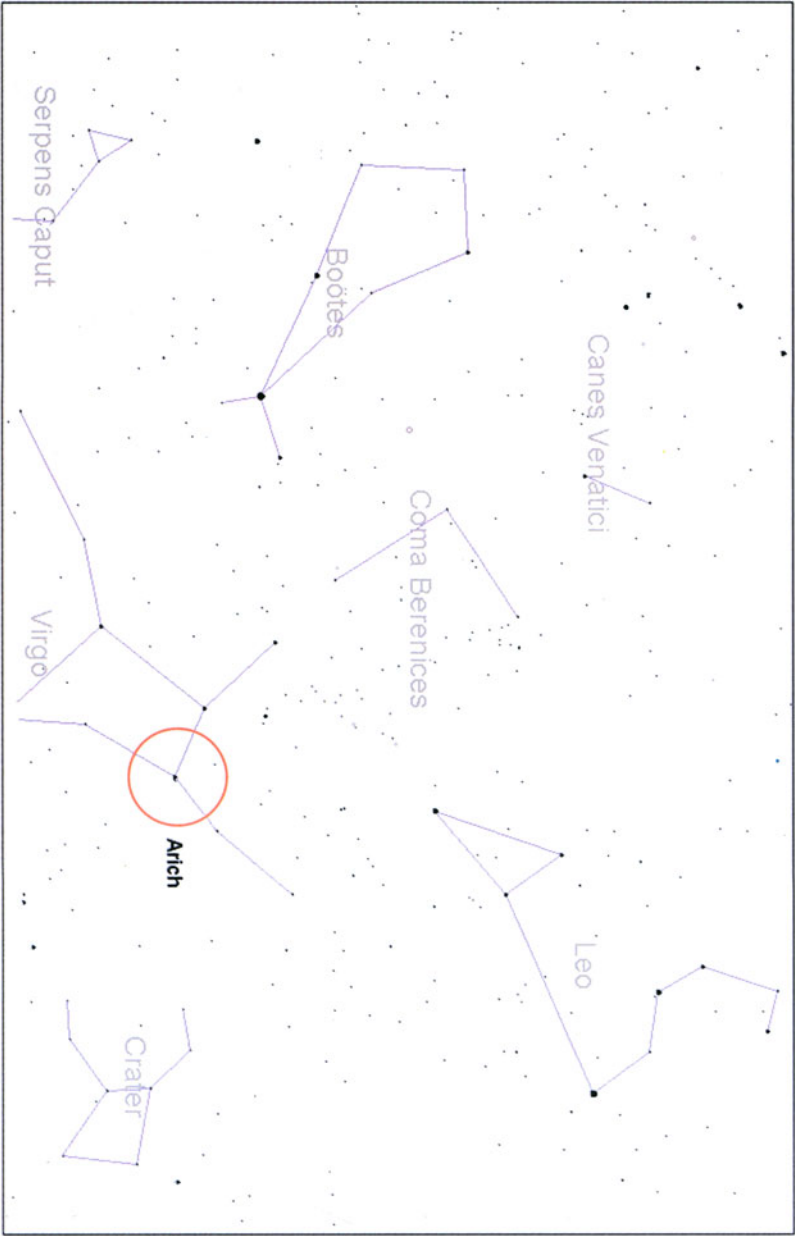 Canes Venatici
Leo
Coma Berenices
Boötes
Arich
Crater
Serpens Caput
Virgo